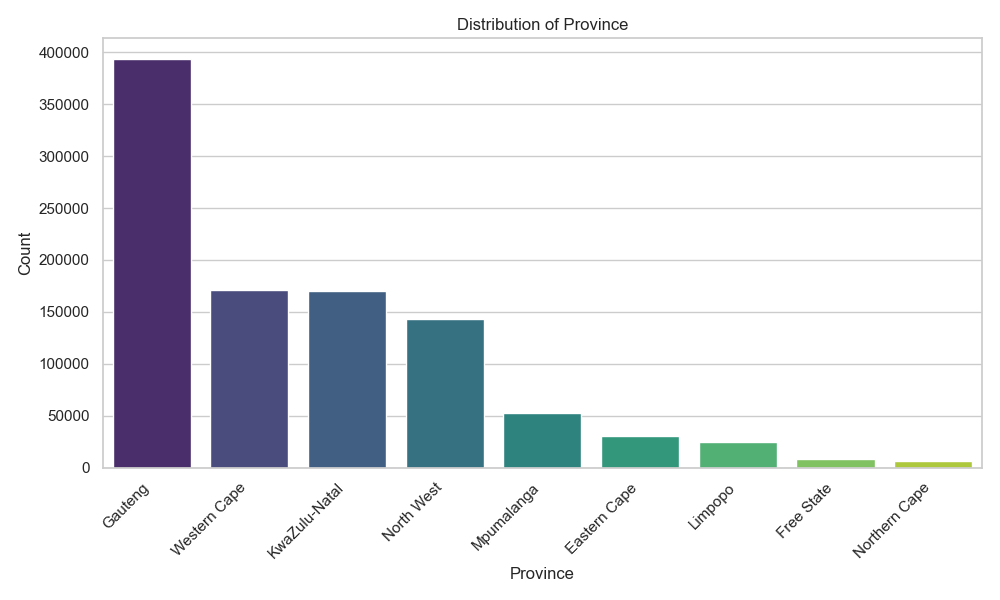 Distribution of Province
400000
350000
300000
250000
200000
150000
100000
50000
0
Count
Gauteng
Western Cape
KwaZulu-Natal
North West
Mpumalanga
Eastern Cape
Limpopo
Free State
Northern Cape
Province